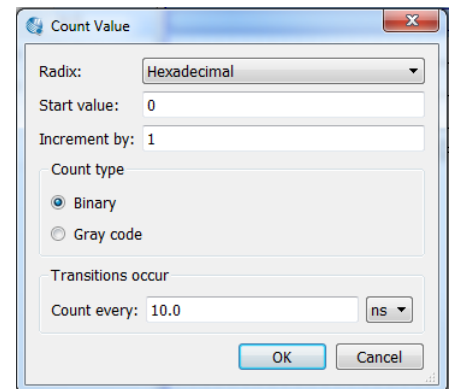 Count Value
Radix: Hexadecimal
Start value: 0
Increment by: 1
Count type
Binary
Gray code
Transitions occur
Count every: 10.0 ns
OK Cancel